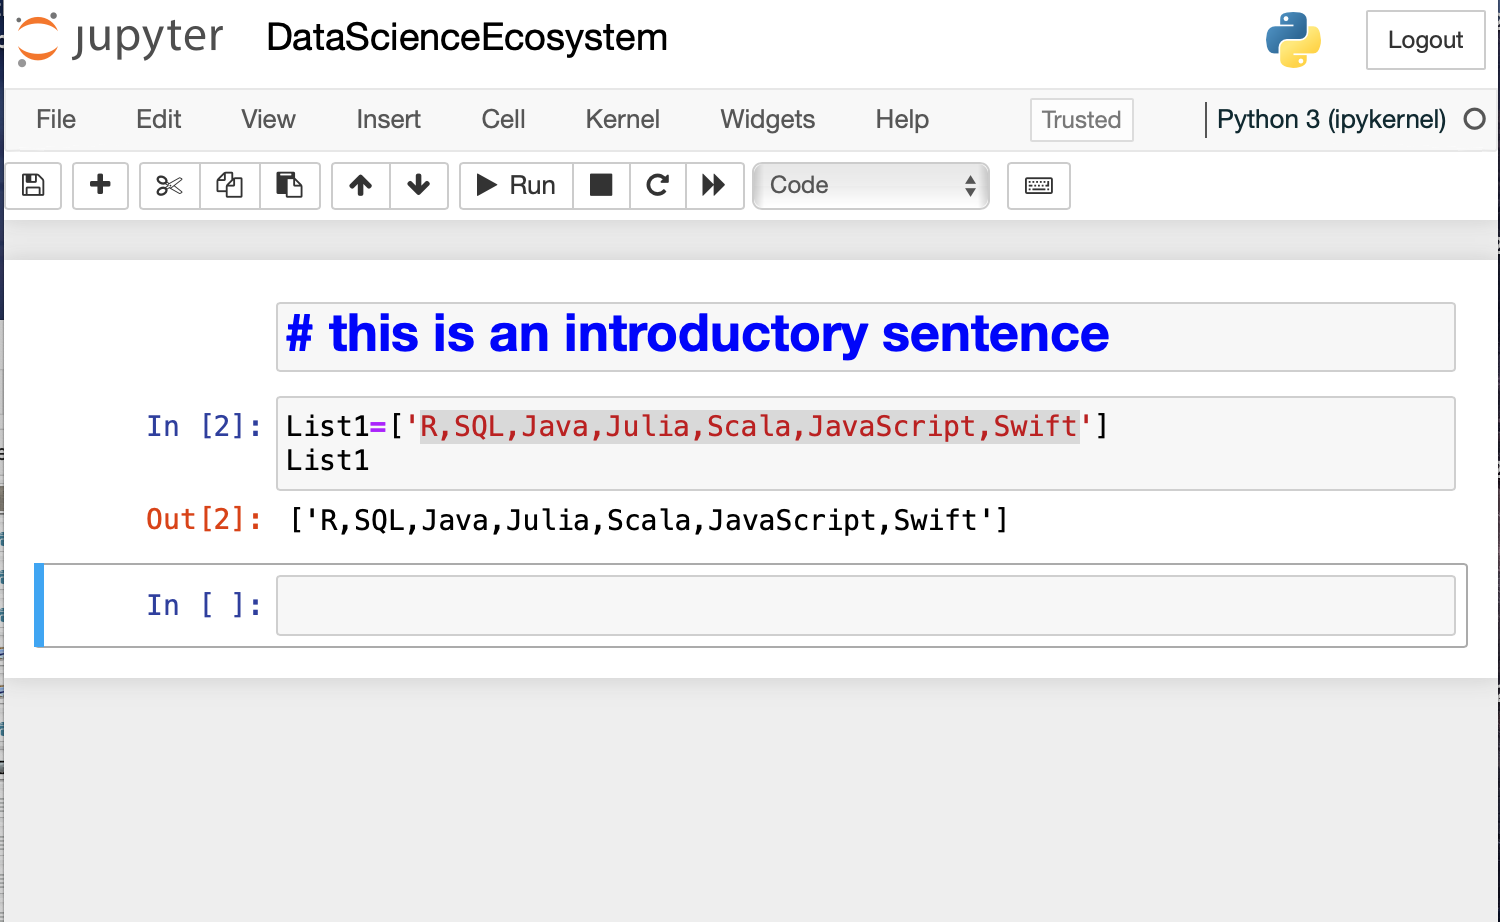 jupyter DataScienceEcosystem Logout
File Edit View Insert Cell Kernel Widgets Help Trusted Python 3 (ipykernel)
Run Code
# this is an introductory sentence
In [2]: List1=['R,SQL,Java,Julia,Scala,JavaScript,Swift']
List1
Out[2]: ['R,SQL,Java,Julia,Scala,JavaScript,Swift']
In [ ]: